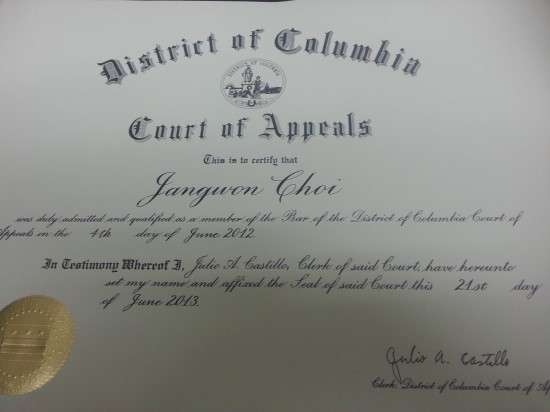 District of Columbia
Court of Appeals
This is to certify that
Jangwon Choi
was duly admitted and qualified as a member of the Bar of the District of Columbia Court of
Appeals on the 4th day of June 2012.
In Testimony Whereof I, Julio A. Castillo, Clerk of said Court, have hereunto
set my name and affixed the Seal of said Court this 21st day
of June 2013.
Julio A. Castillo
Clerk, District of Columbia Court of Ap